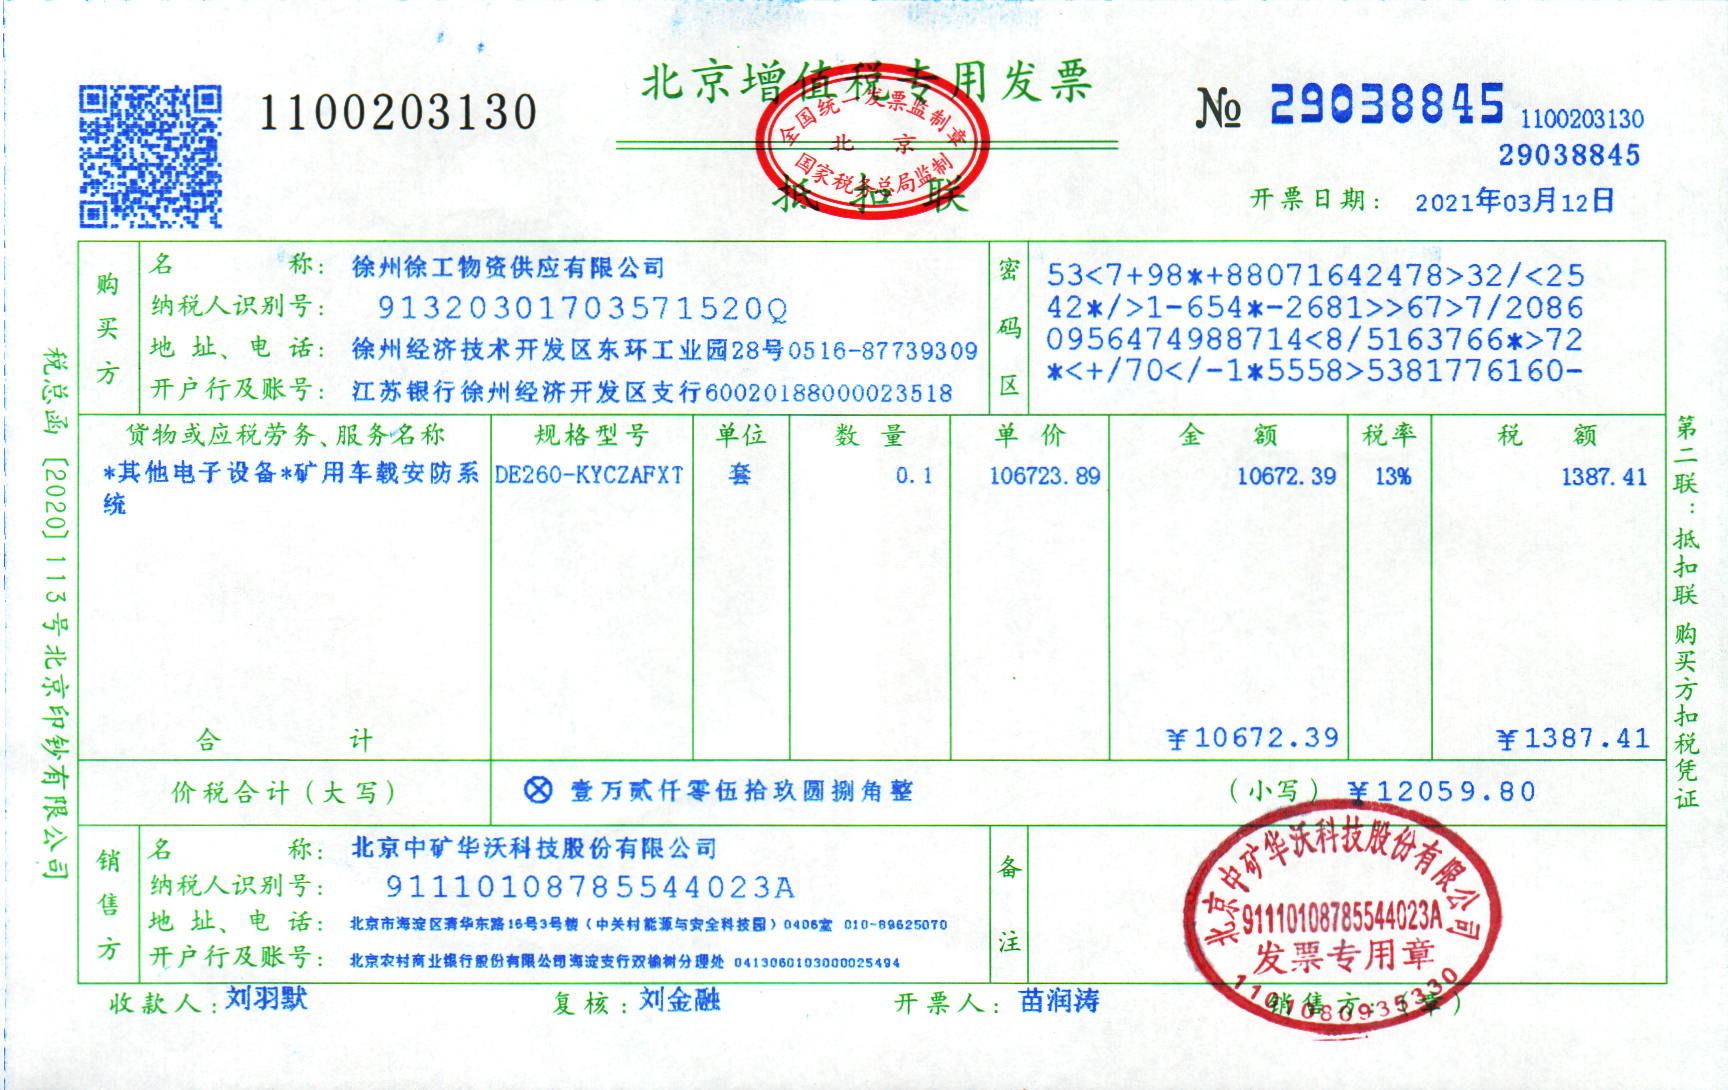 北京增值税专用发票
全国统一发票监制章
北京
国家税务总局监制
抵扣联
1100203130
№ 29038845
1100203130
29038845
开票日期: 2021年03月12日
购买方
名称: 徐州徐工物资供应有限公司
纳税人识别号: 91320301703571520Q
地址、电话: 徐州经济技术开发区东环工业园28号0516-87739309
开户行及账号: 江苏银行徐州经济开发区支行60020188000023518
密码区
53<7+98*+88071642478>32/<25
42*/>1-654*-2681>>67>7/2086
0956474988714<8/5163766*>72
*<+/70</-1*5558>5381776160-
货物或应税劳务、服务名称 规格型号 单位 数量 单价 金额 税率 税额
*其他电子设备*矿用车载安防系 DE260-KYCZAFXT 套 0.1 106723.89 10672.39 13% 1387.41
统
合计 ¥10672.39 ¥1387.41
价税合计(大写) ⊗ 壹万贰仟零伍拾玖圆捌角整 (小写) ¥12059.80
销售方
名称: 北京中矿华沃科技股份有限公司
纳税人识别号: 91110108785544023A
地址、电话: 北京市海淀区清华东路16号3号楼(中关村能源与安全科技园)0406室 010-89625070
开户行及账号: 北京农村商业银行股份有限公司海淀支行双榆树分理处 0413060103000025494
备注
北京中矿华沃科技股份有限公司
91110108785544023A
发票专用章
1101080935330
收款人: 刘羽默 复核: 刘金融 开票人: 苗润涛 销售方:(章)
税总函[2020]113号北京印钞有限公司
第二联:抵扣联 购买方扣税凭证